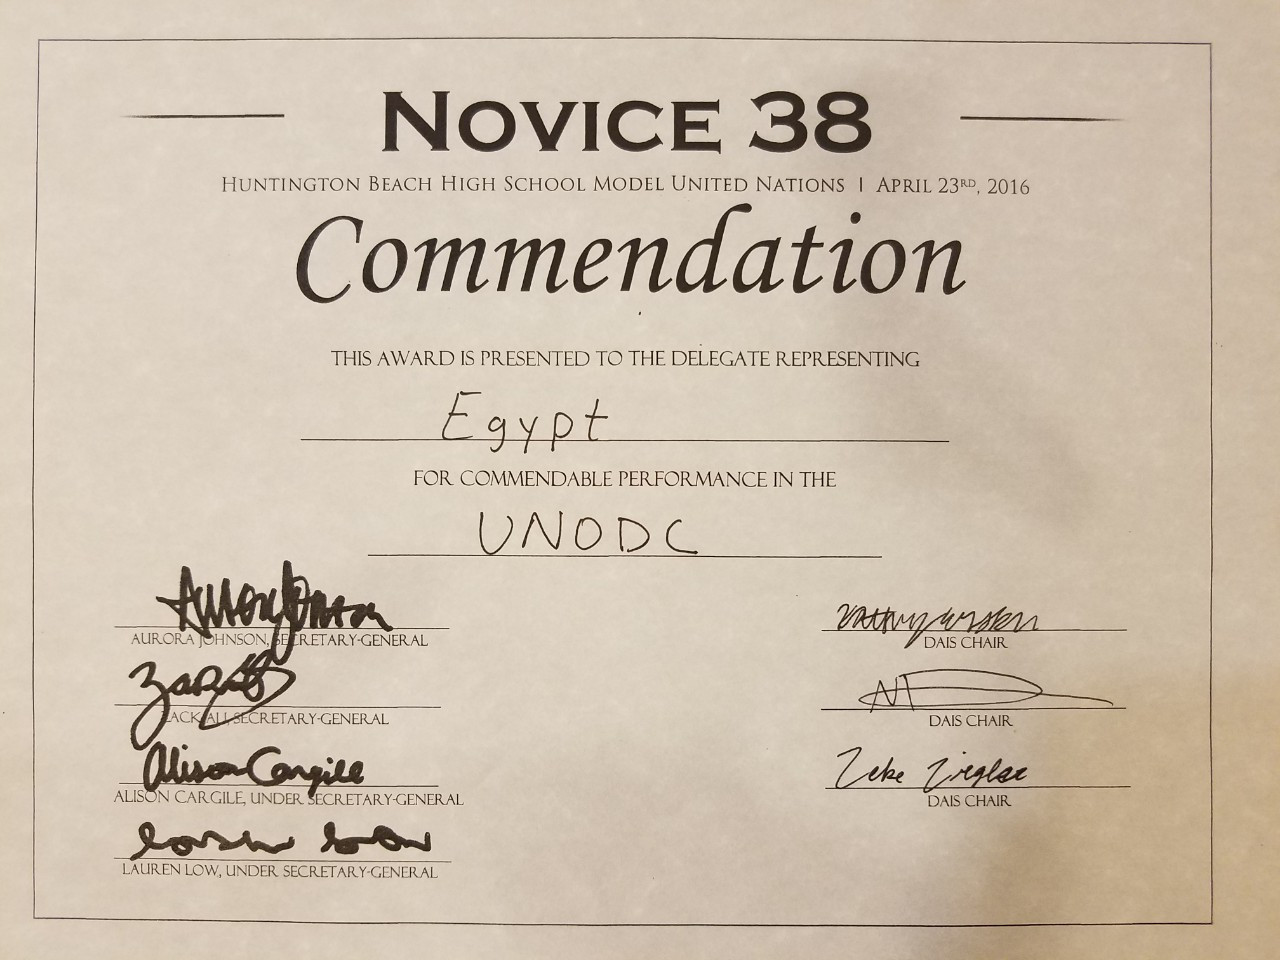 NOVICE 38
HUNTINGTON BEACH HIGH SCHOOL MODEL UNITED NATIONS | APRIL 23RD, 2016
Commendation
THIS AWARD IS PRESENTED TO THE DELEGATE REPRESENTING
Egypt
FOR COMMENDABLE PERFORMANCE IN THE
UNODC
Aurora Johnson
AURORA JOHNSON, SECRETARY-GENERAL
ZACK ALI, SECRETARY-GENERAL
Alison Cargile
ALISON CARGILE, UNDER SECRETARY-GENERAL
Lauren Low
LAUREN LOW, UNDER SECRETARY-GENERAL
DAIS CHAIR
DAIS CHAIR
Zeke Ziegler
DAIS CHAIR